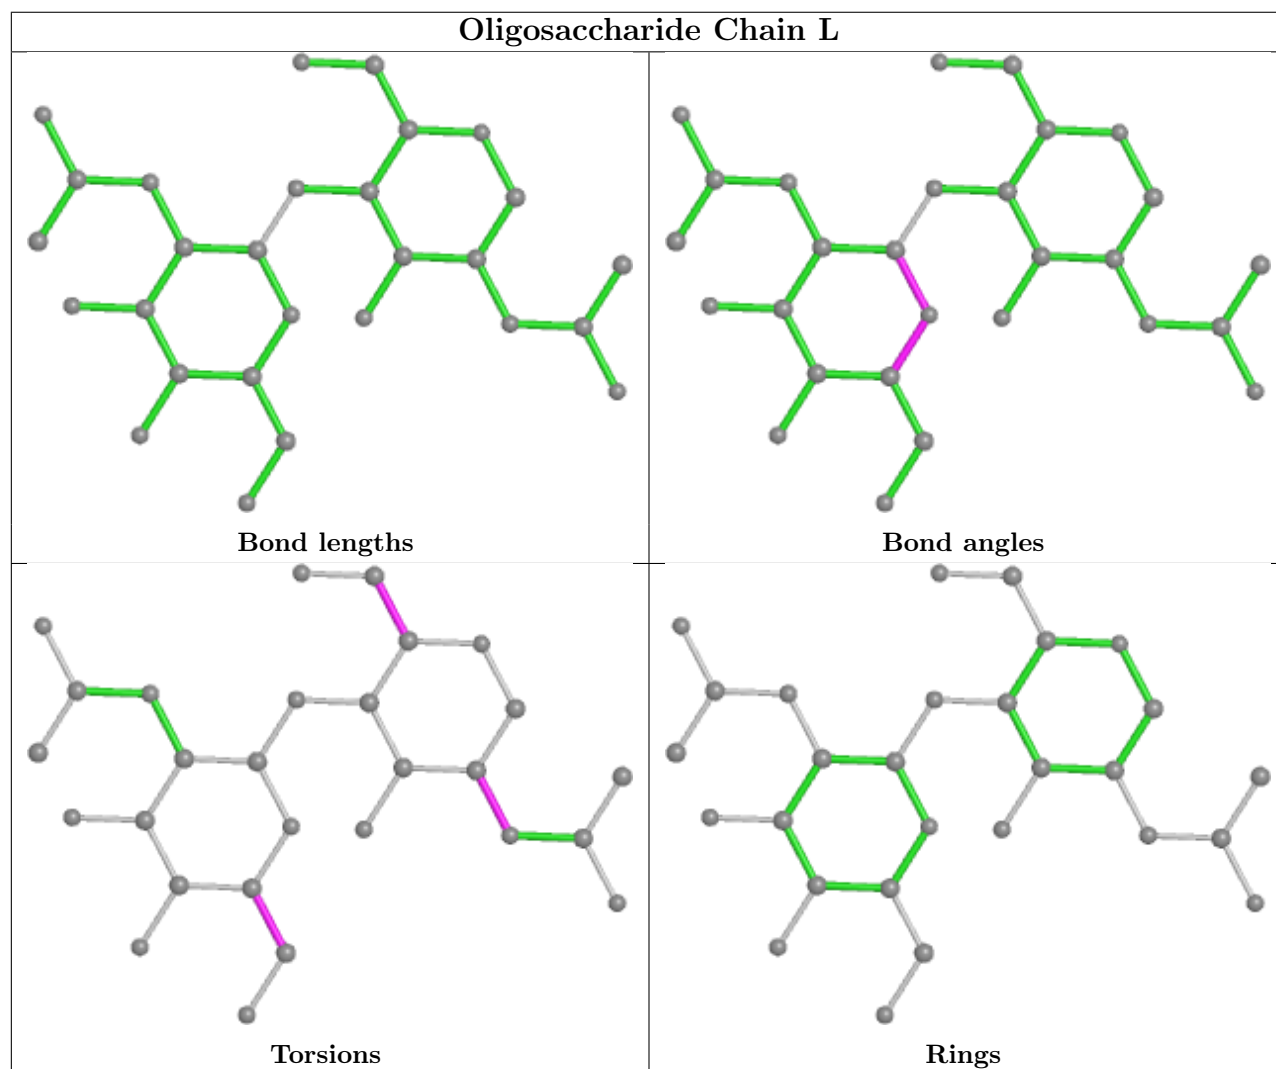 Oligosaccharide Chain L
Bond lengths
Bond angles
Torsions
Rings